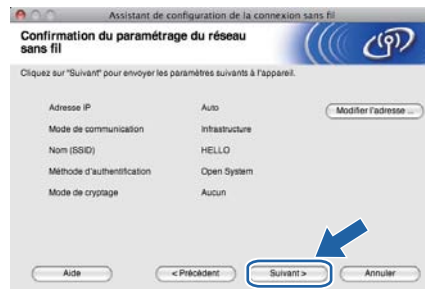 Assistant de configuration de la connexion sans fil
Confirmation du paramétrage du réseau
sans fil
Cliquez sur "Suivant" pour envoyer les paramètres suivants à l'appareil.
Adresse IP Auto Modifier l'adresse ...
Mode de communication Infrastructure
Nom (SSID) HELLO
Méthode d'authentification Open System
Mode de cryptage Aucun
Aide < Précédent Suivant > Annuler